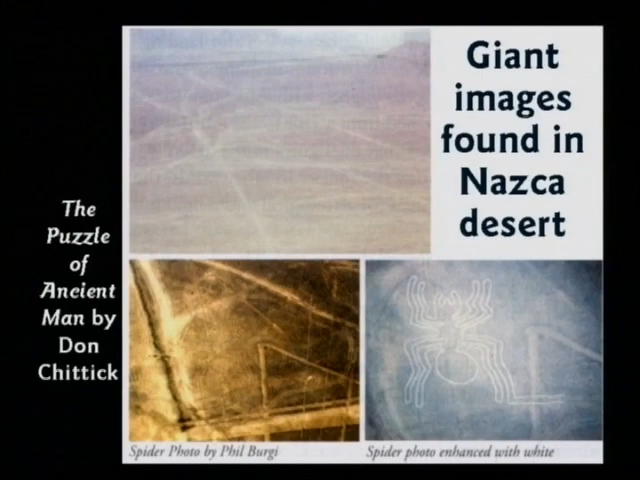 Giant
images
found in
Nazca
desert
The
Puzzle
of
Ancient
Man by
Don
Chittick
Spider Photo by Phil Burgi
Spider photo enhanced with white